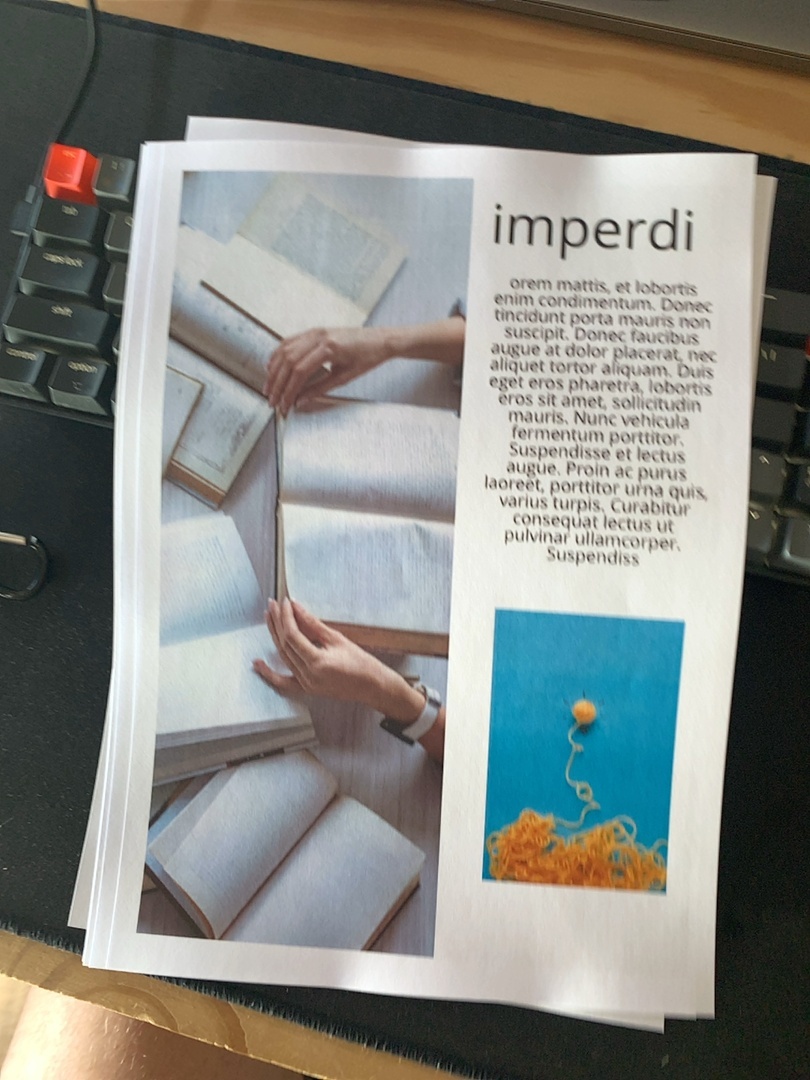 imperdi
orem mattis, et lobortis
enim condimentum. Donec
tincidunt porta mauris non
suscipit. Donec faucibus
augue at dolor placerat, nec
aliquet tortor aliquam. Duis
eget eros pharetra, lobortis
eros sit amet, sollicitudin
mauris. Nunc vehicula
fermentum porttitor.
Suspendisse et lectus
augue. Proin ac purus
laoreet, porttitor urna quis,
varius turpis. Curabitur
consequat lectus ut
pulvinar ullamcorper.
Suspendiss
tab
caps lock
shift
control
option